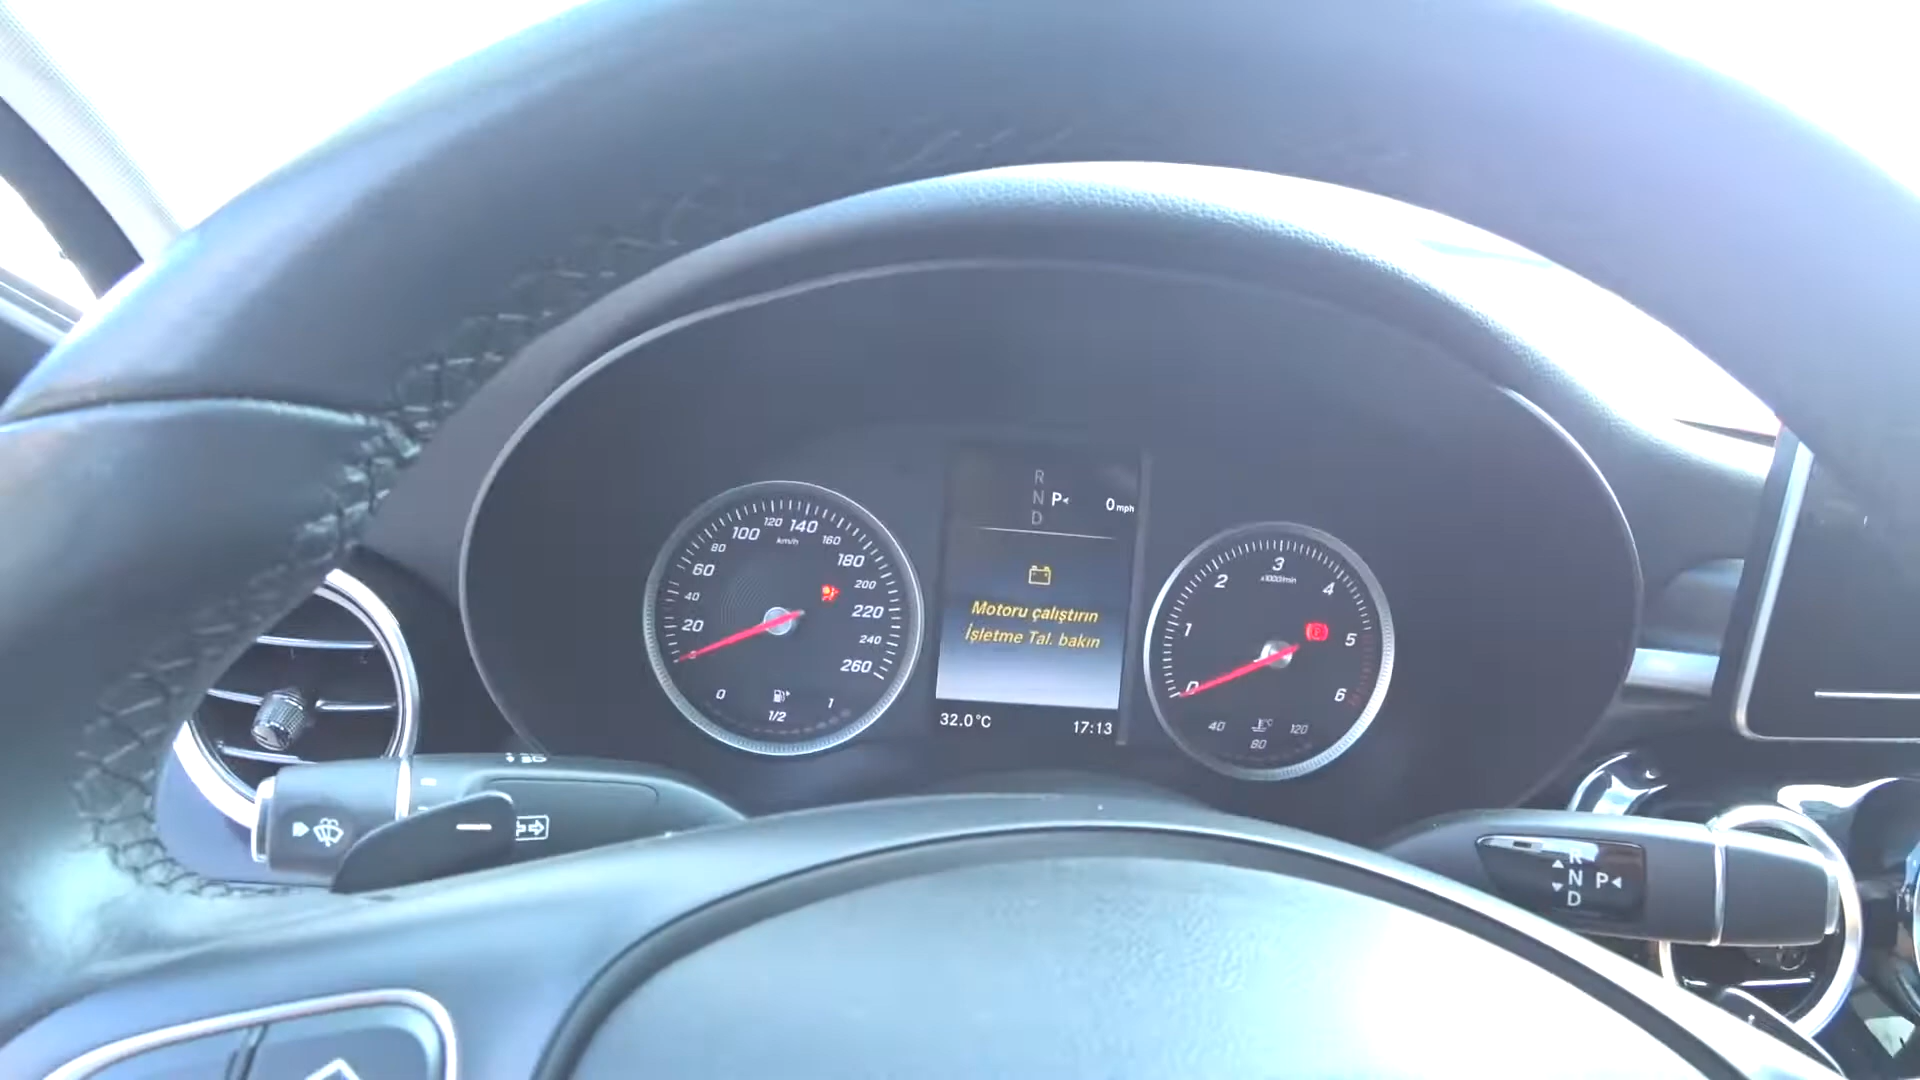 R
N P
D
0 mph
Motoru çalıştırın
İşletme Tal. bakın
32.0 °C
17:13
0 20 40 60 80 100 120 140 160 180 200 220 240 260
km/h
0 1/2 1
0 1 2 3 4 5 6
x1000/min
40 80 120
°C
R
N P
D